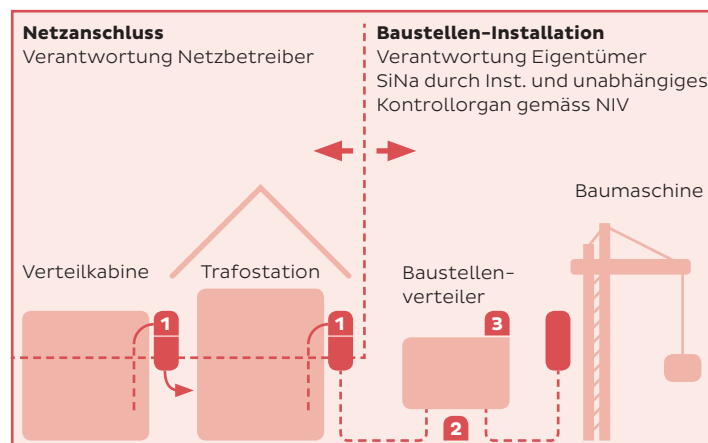 Netzanschluss
Verantwortung Netzbetreiber
Baustellen-Installation
Verantwortung Eigentümer
SiNa durch Inst. und unabhängiges
Kontrollorgan gemäss NIV
Baumaschine
Verteilkabine
Trafostation
Baustellen-
verteiler
1
1
3
2